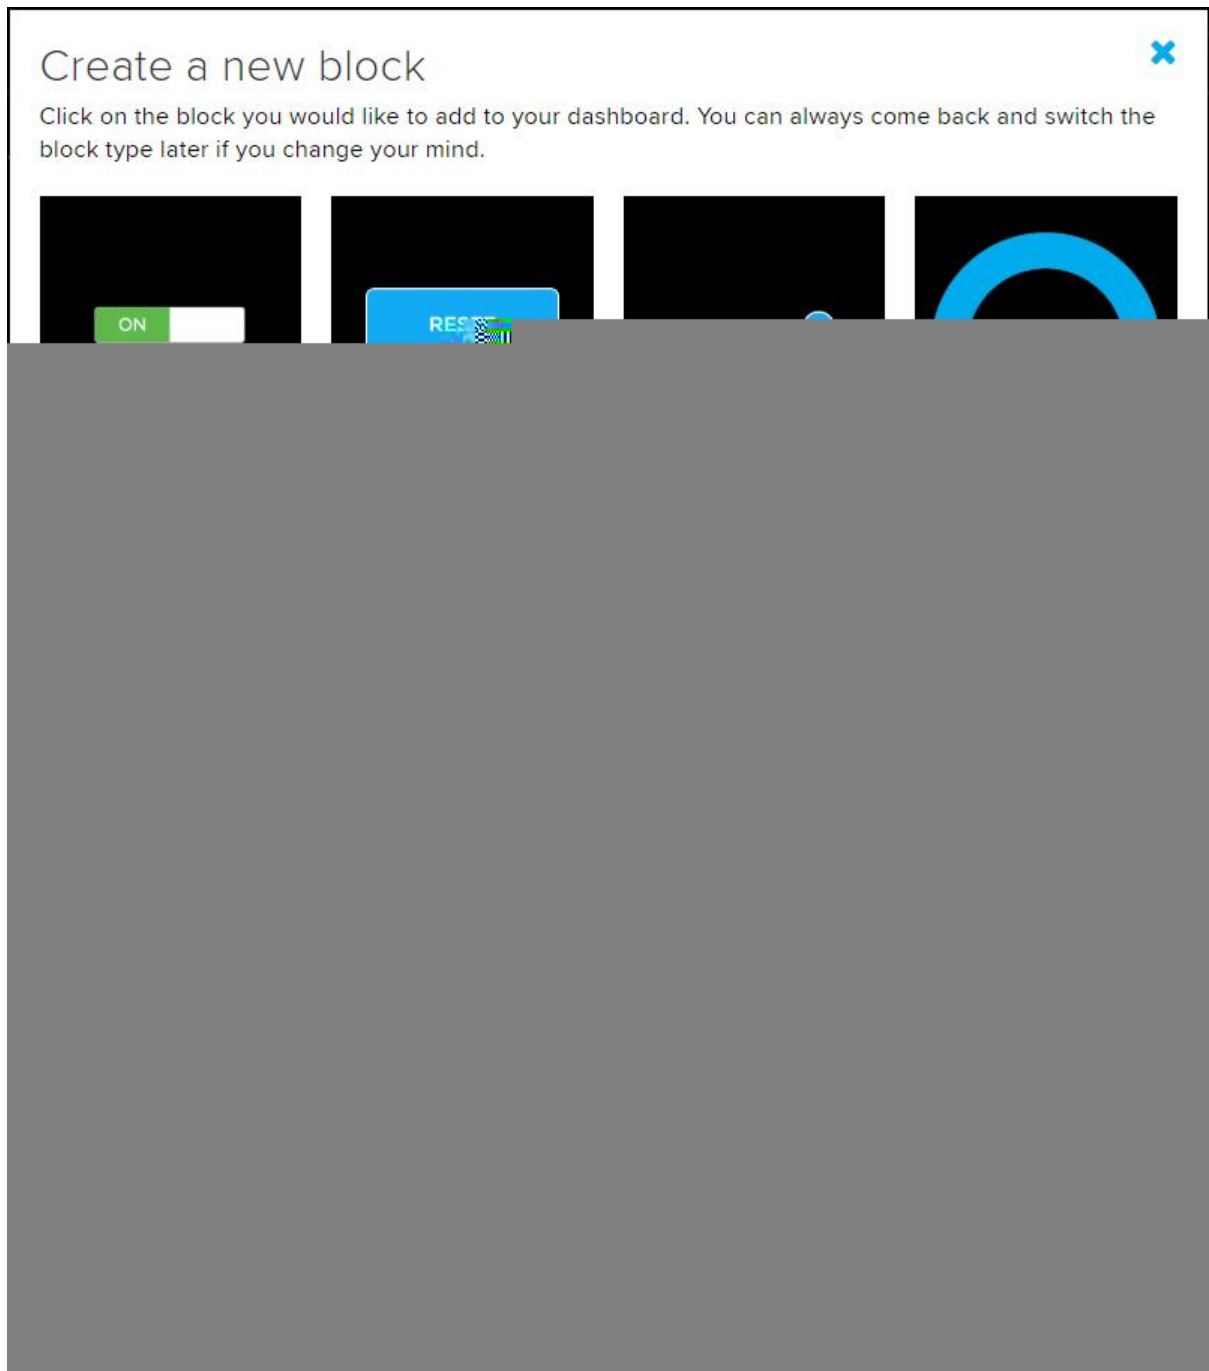 Create a new block
Click on the block you would like to add to your dashboard. You can always come back and switch the
block type later if you change your mind.
ON
RESET